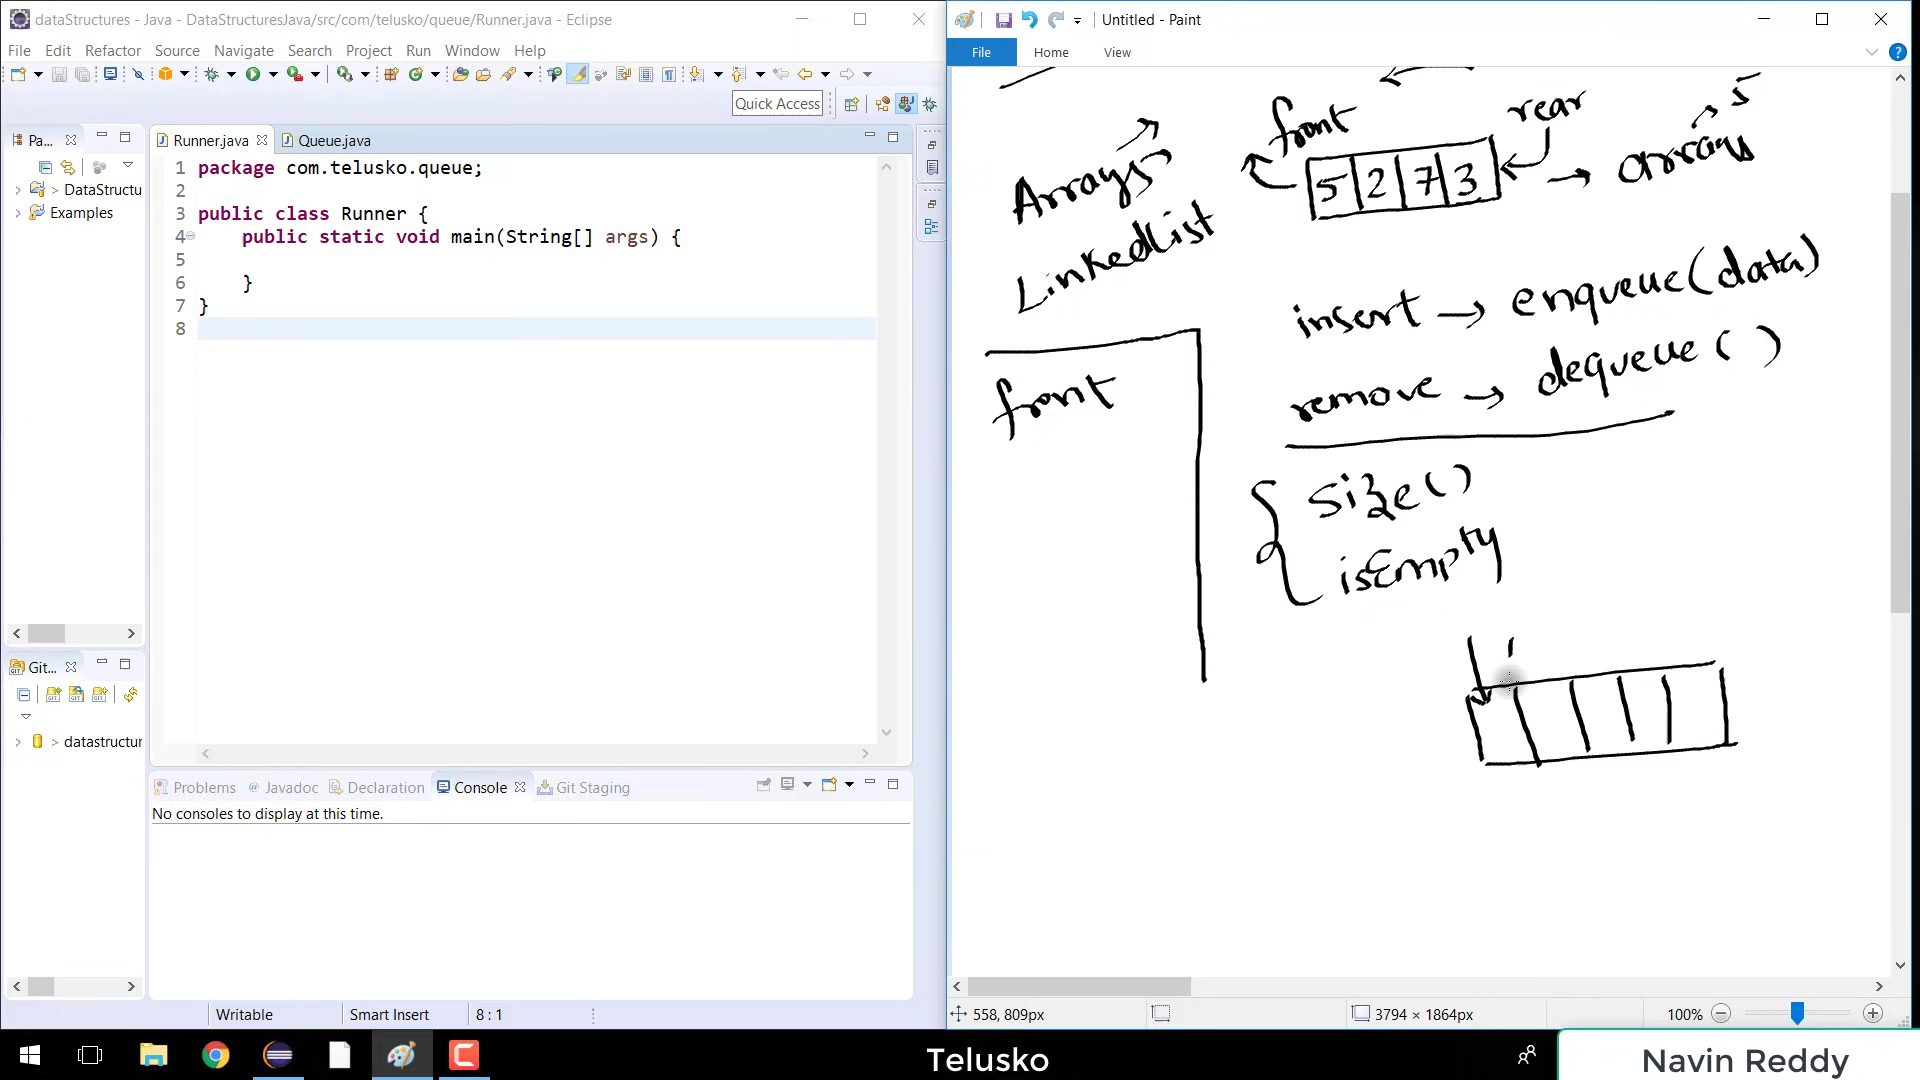 dataStructures - Java - DataStructuresJava/src/com/telusko/queue/Runner.java - Eclipse
File Edit Refactor Source Navigate Search Project Run Window Help
Quick Access
Pa...
DataStructu
Examples
Git...
> datastructur
Runner.java
Queue.java
1 package com.telusko.queue;
2
3 public class Runner {
4 public static void main(String[] args) {
5
6 }
7 }
8
Problems @ Javadoc Declaration Console Git Staging
No consoles to display at this time.
Writable Smart Insert 8 : 1
Untitled - Paint
File Home View
front
rear
5
Arrays
5 2 7 3
arrays
LinkedList
insert → enqueue(data)
remove → dequeue()
front
size()
isEmpty
558, 809px
3794 × 1864px
100%
Telusko
Navin Reddy